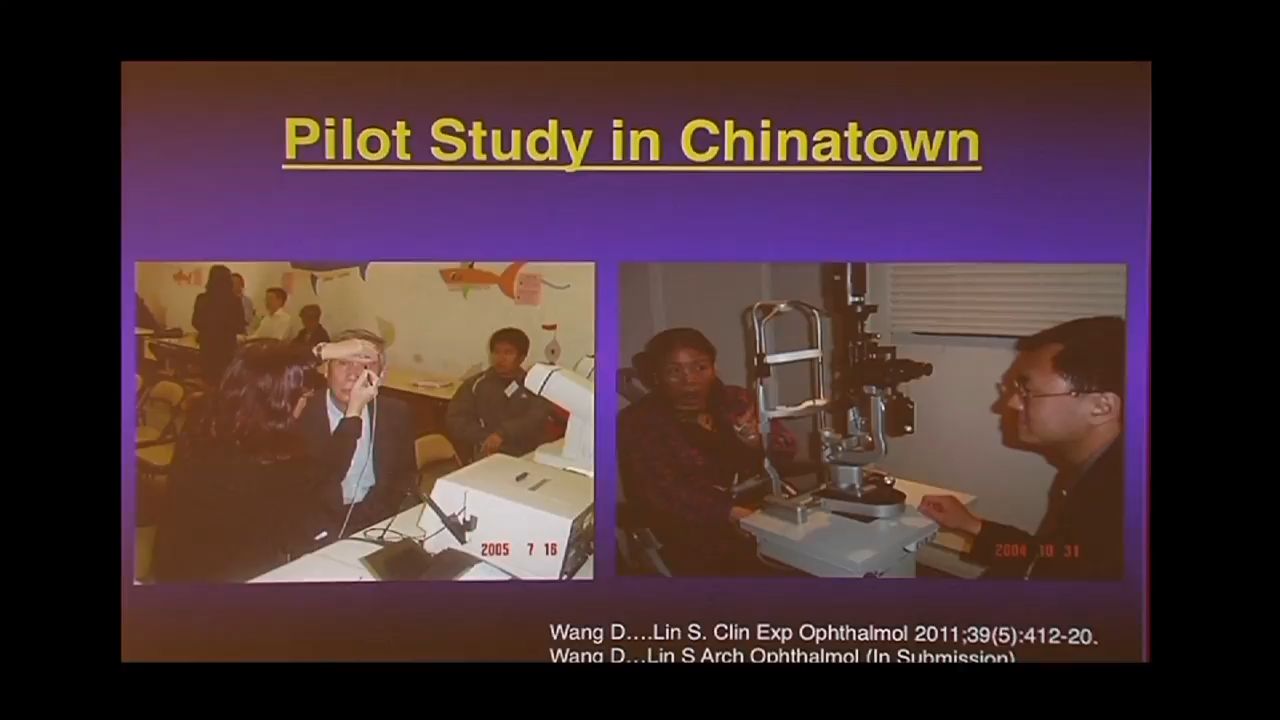 Pilot Study in Chinatown
2005 7 16
2004 10 31
Wang D....Lin S. Clin Exp Ophthalmol 2011;39(5):412-20.
Wang D...Lin S Arch Ophthalmol (In Submission)